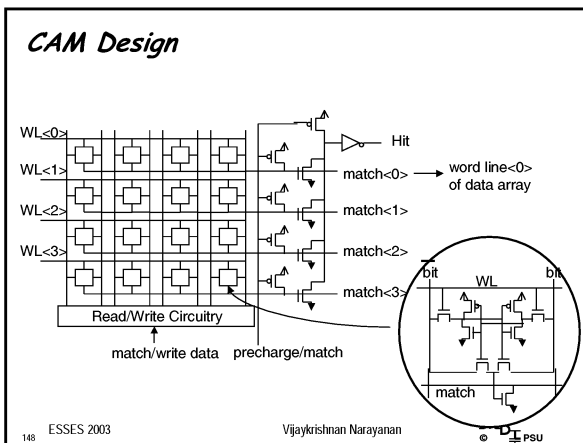 CAM Design
WL<0>
Hit
WL<1>
match<0>
word line<0>
of data array
WL<2>
match<1>
WL<3>
match<2>
match<3>
Read/Write Circuitry
match/write data
precharge/match
bit
bit
WL
match
148
ESSES 2003
Vijaykrishnan Narayanan
© PSU